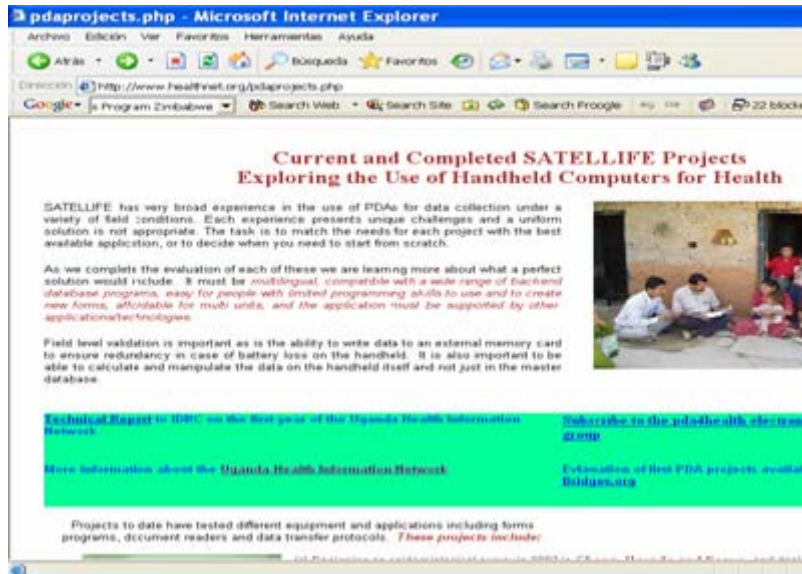 pdaprojects.php - Microsoft Internet Explorer
Archivo Edición Ver Favoritos Herramientas Ayuda
Atrás Búsqueda Favoritos
Dirección http://www.healthnet.org/pdaprojects.php
Google s Program Zimbabwe Search Web Search Site Search Froogle 22 block
Current and Completed SATELLIFE Projects
Exploring the Use of Handheld Computers for Health
SATELLIFE has very broad experience in the use of PDAs for data collection under a
variety of field conditions. Each experience presents unique challenges and a uniform
solution is not appropriate. The task is to match the needs for each project with the best
available application, or to decide when you need to start from scratch.
As we complete the evaluation of each of these we are learning more about what a perfect
solution would include. It must be multilingual, compatible with a wide range of backend
database programs, easy for people with limited programming skills to use and to create
new forms, affordable for multi units, and the application must be supported by other
applications/technologies.
Field level validation is important as is the ability to write data to an external memory card
to ensure redundancy in case of battery loss on the handheld. It is also important to be
able to calculate and manipulate the data on the handheld itself and not just in the master
database.
Technical Report to IDRC on the first year of the Uganda Health Information
Network
Subscribe to the pda4health electron
group
More information about the Uganda Health Information Network
Evlauation of first PDA projects availa
Bridges.org
Projects to date have tested different equipment and applications including forms
programs, document readers and data transfer protocols. These projects include: